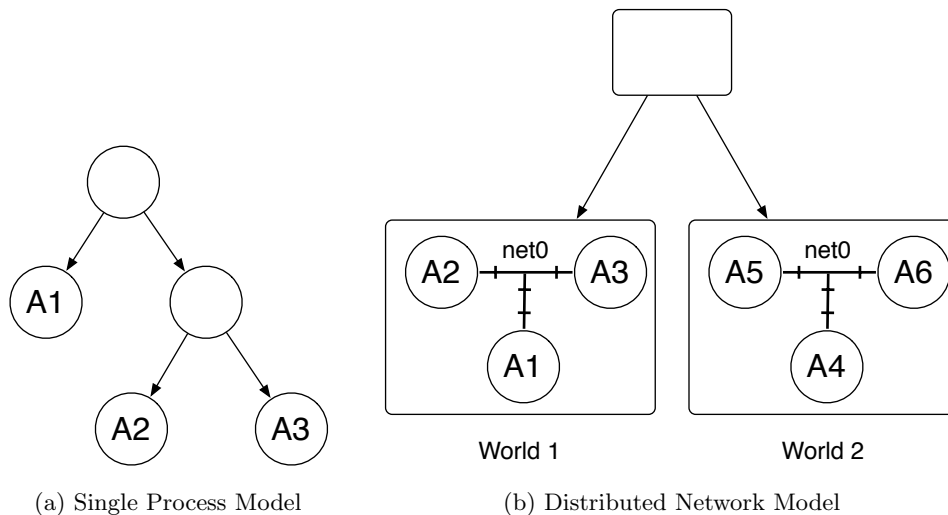 A1
A2
A3
(a) Single Process Model
net0
A2
A3
A1
World 1
net0
A5
A6
A4
World 2
(b) Distributed Network Model